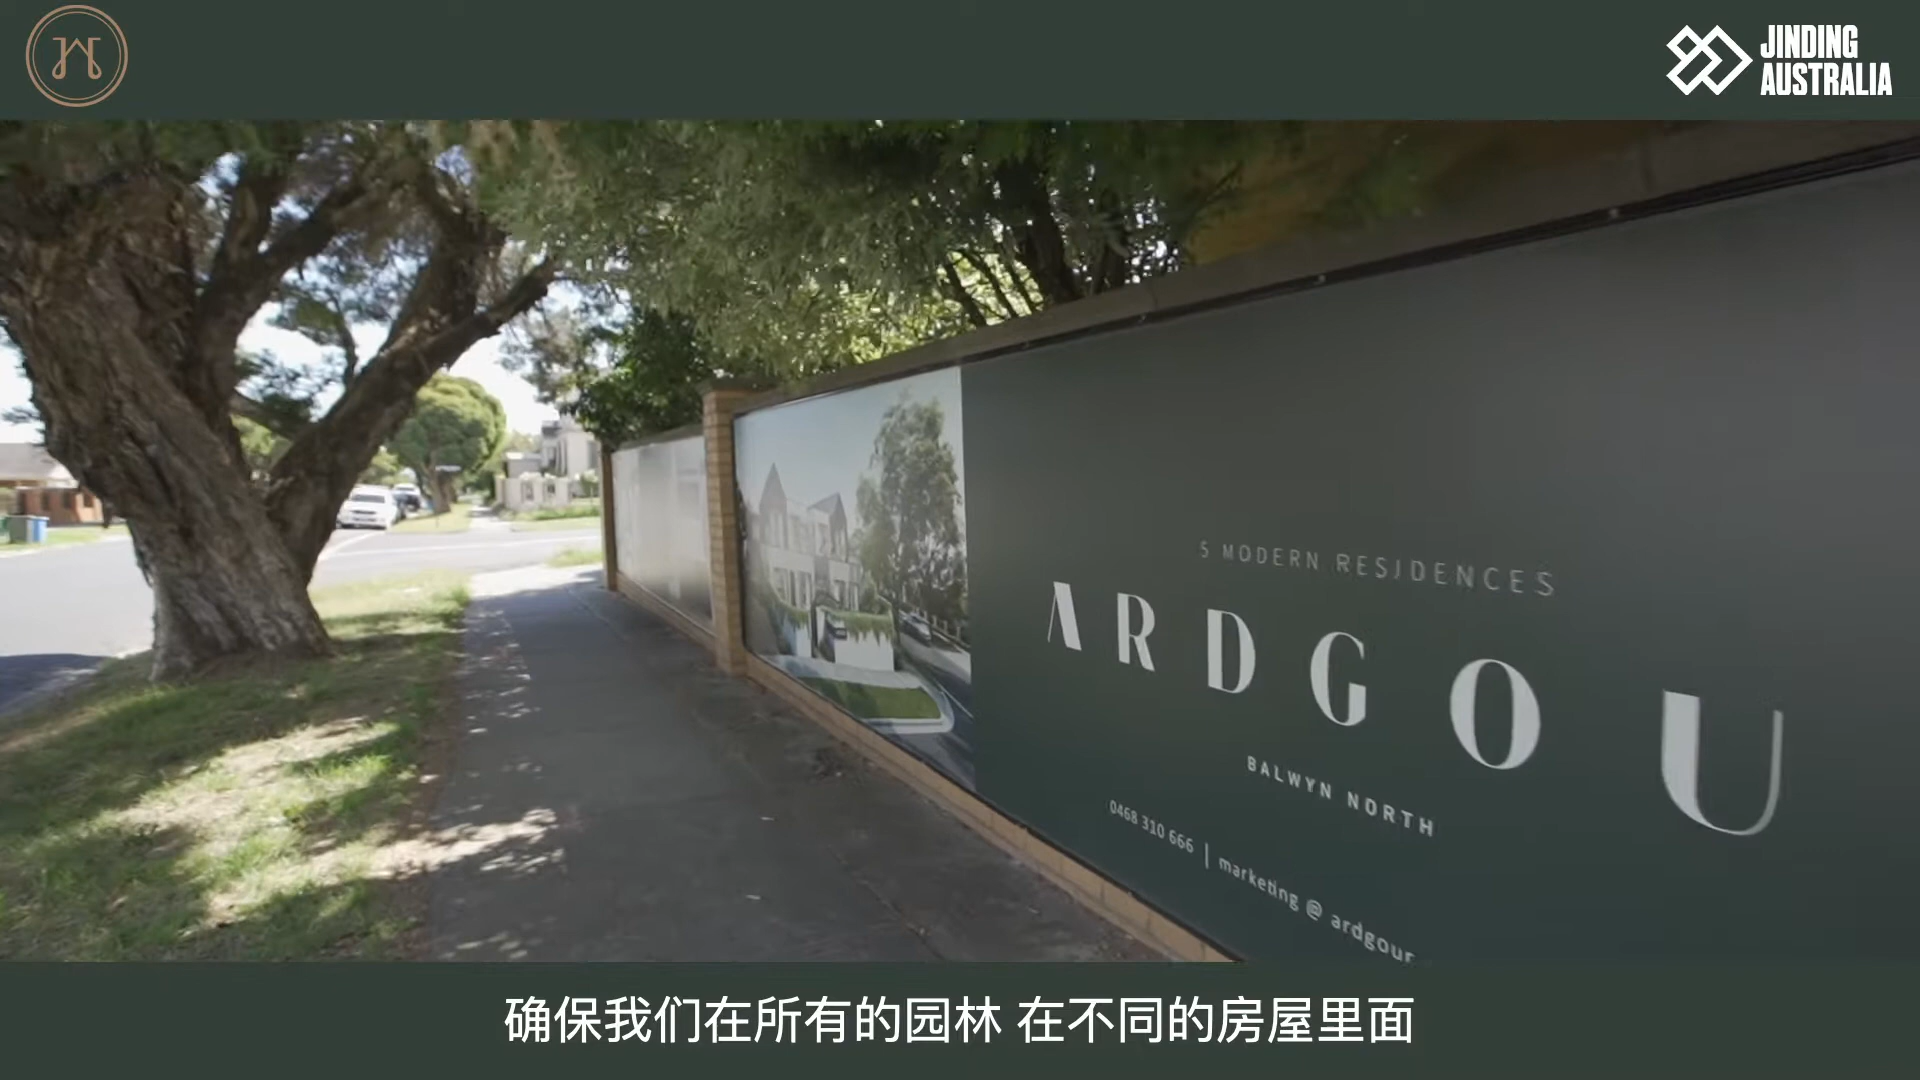 JINDING
AUSTRALIA
5 MODERN RESIDENCES
ARDGOU
BALWYN NORTH
0468 310 666 | marketing @ ardgour
确保我们在所有的园林 在不同的房屋里面